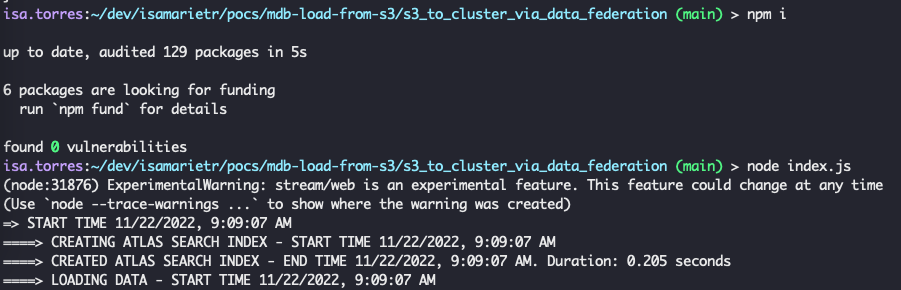 isa.torres:~/dev/isamarietr/pocs/mdb-load-from-s3/s3_to_cluster_via_data_federation (main) > npm i
up to date, audited 129 packages in 5s
6 packages are looking for funding
run `npm fund` for details
found 0 vulnerabilities
isa.torres:~/dev/isamarietr/pocs/mdb-load-from-s3/s3_to_cluster_via_data_federation (main) > node index.js
(node:31876) ExperimentalWarning: stream/web is an experimental feature. This feature could change at any time
(Use `node --trace-warnings ...` to show where the warning was created)
=> START TIME 11/22/2022, 9:09:07 AM
====> CREATING ATLAS SEARCH INDEX - START TIME 11/22/2022, 9:09:07 AM
====> CREATED ATLAS SEARCH INDEX - END TIME 11/22/2022, 9:09:07 AM. Duration: 0.205 seconds
====> LOADING DATA - START TIME 11/22/2022, 9:09:07 AM